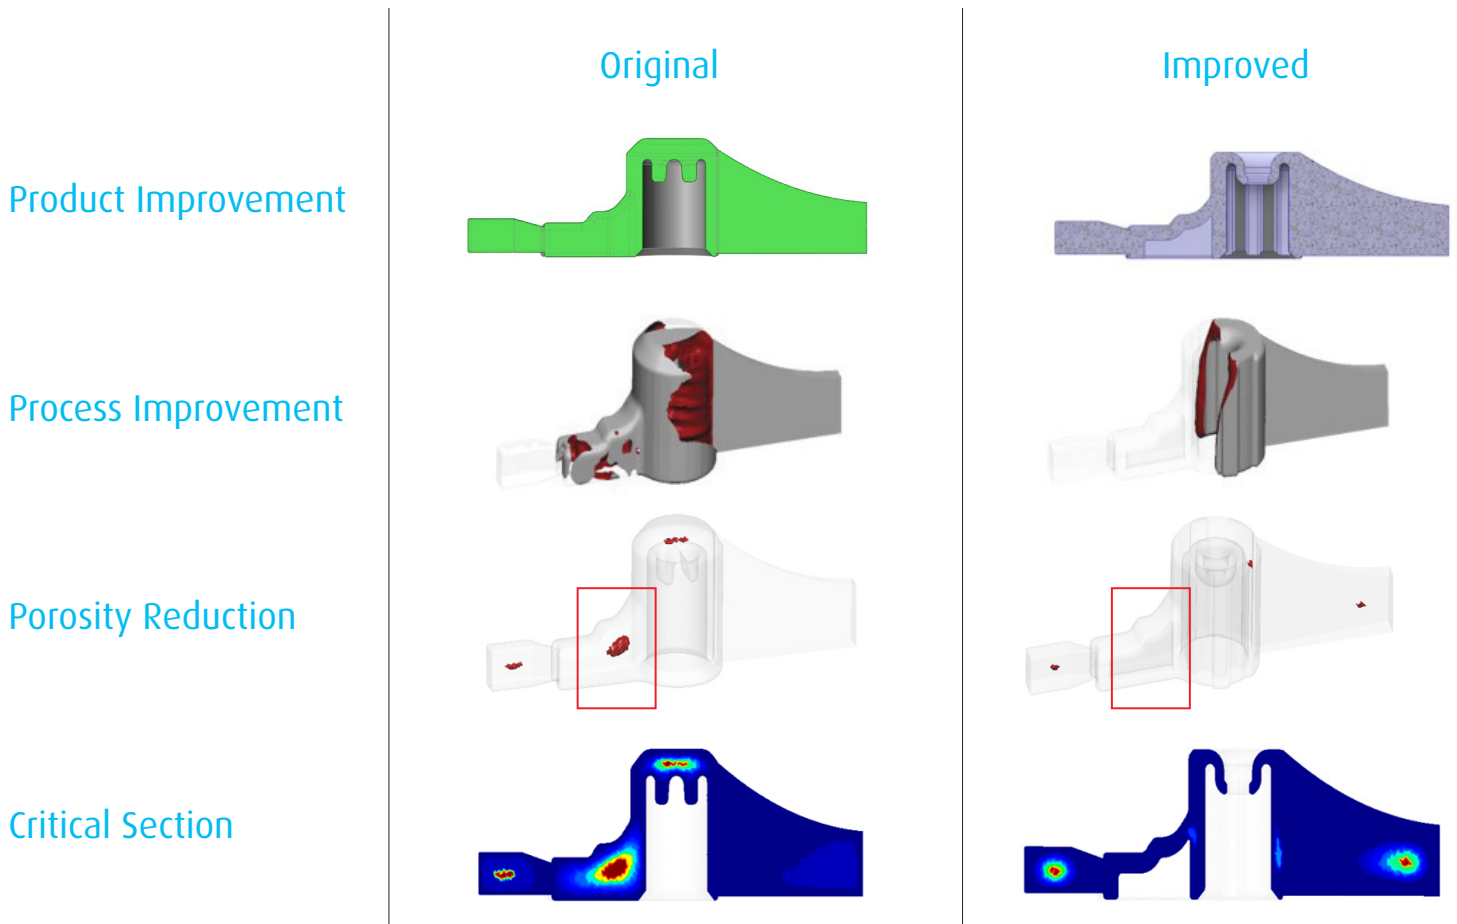 Original
Improved
Product Improvement
Process Improvement
Porosity Reduction
Critical Section